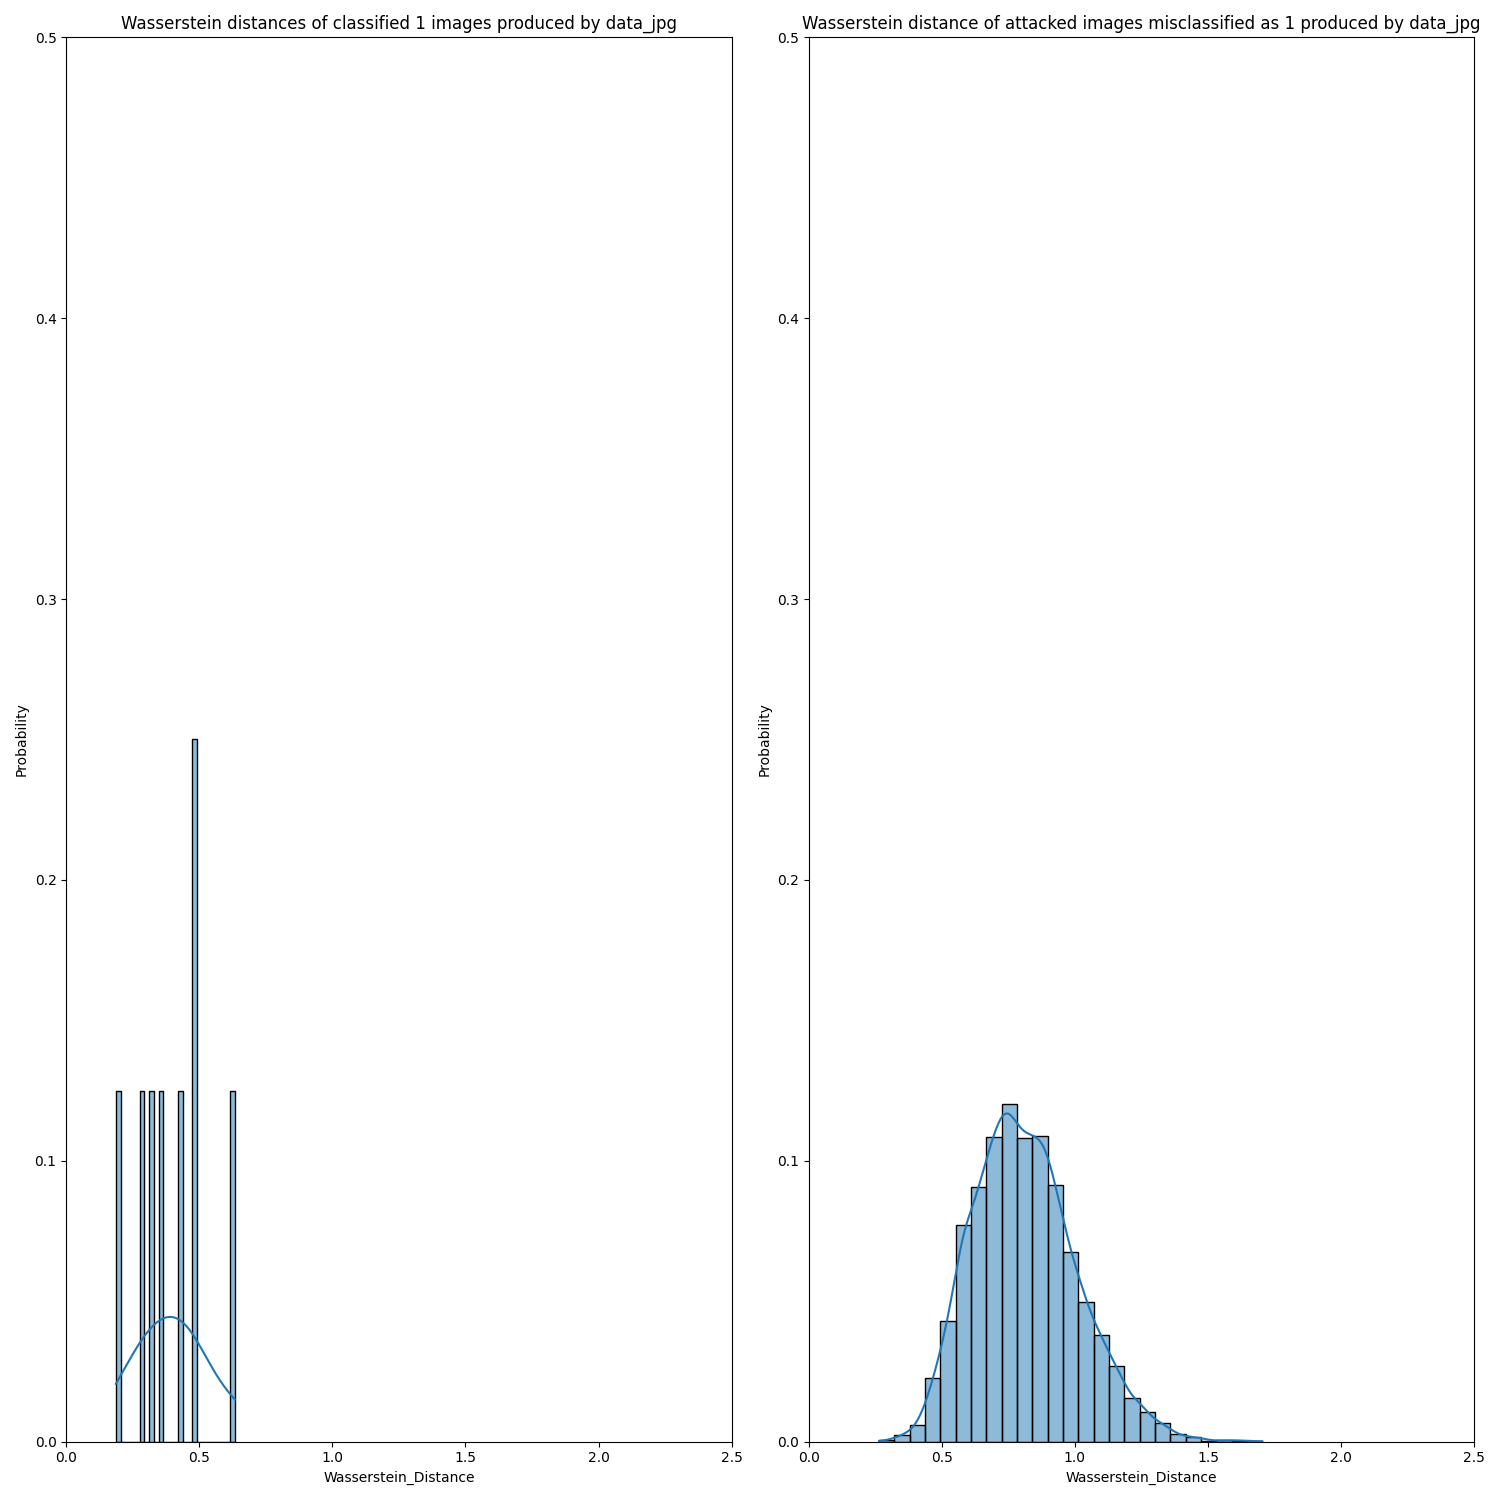 Wasserstein distances of classified 1 images produced by data_jpg
0.5
0.4
0.3
0.2
0.1
0.0
Probability
0.0 0.5 1.0 1.5 2.0 2.5
Wasserstein_Distance
Wasserstein distance of attacked images misclassified as 1 produced by data_jpg
0.5
0.4
0.3
0.2
0.1
0.0
Probability
0.0 0.5 1.0 1.5 2.0 2.5
Wasserstein_Distance